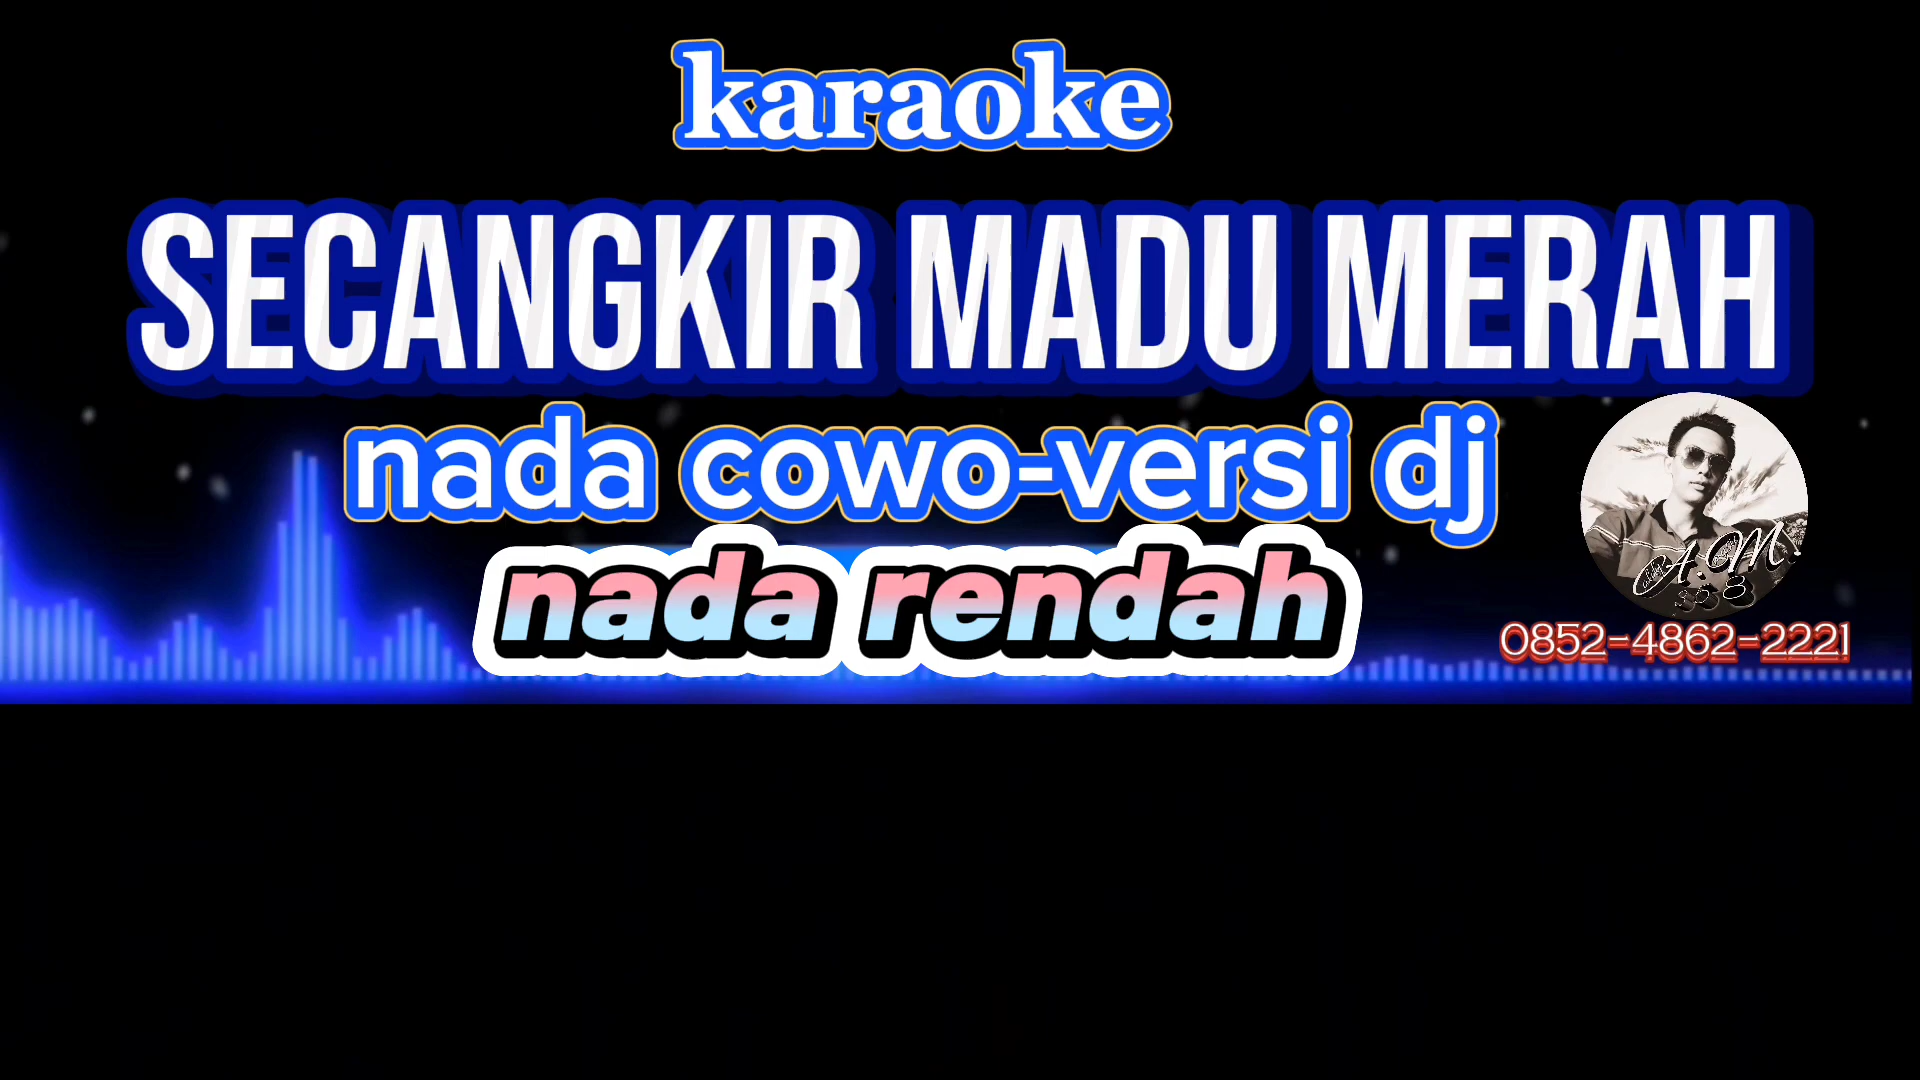 karaoke
SECANGKIR MADU MERAH
nada cowo-versi dj
nada rendah
A.M.
0852-4862-2221